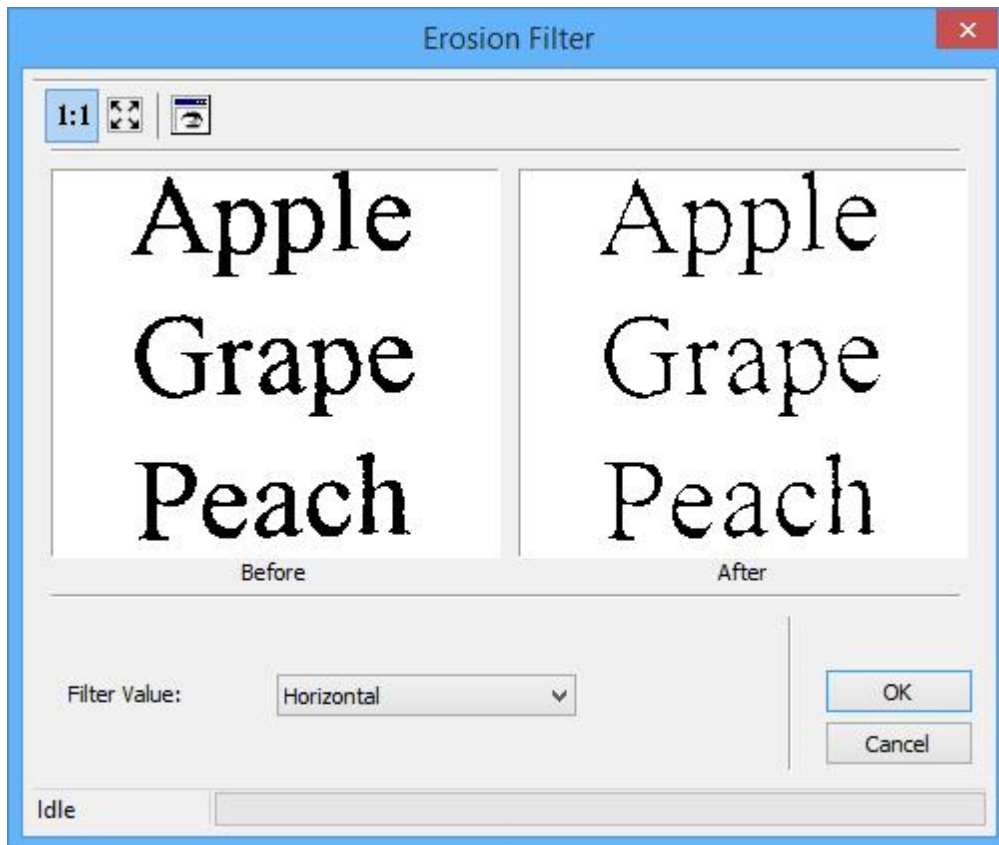 Erosion Filter
1:1
Apple Apple
Grape Grape
Peach Peach
Before After
Filter Value: Horizontal OK
Cancel
Idle